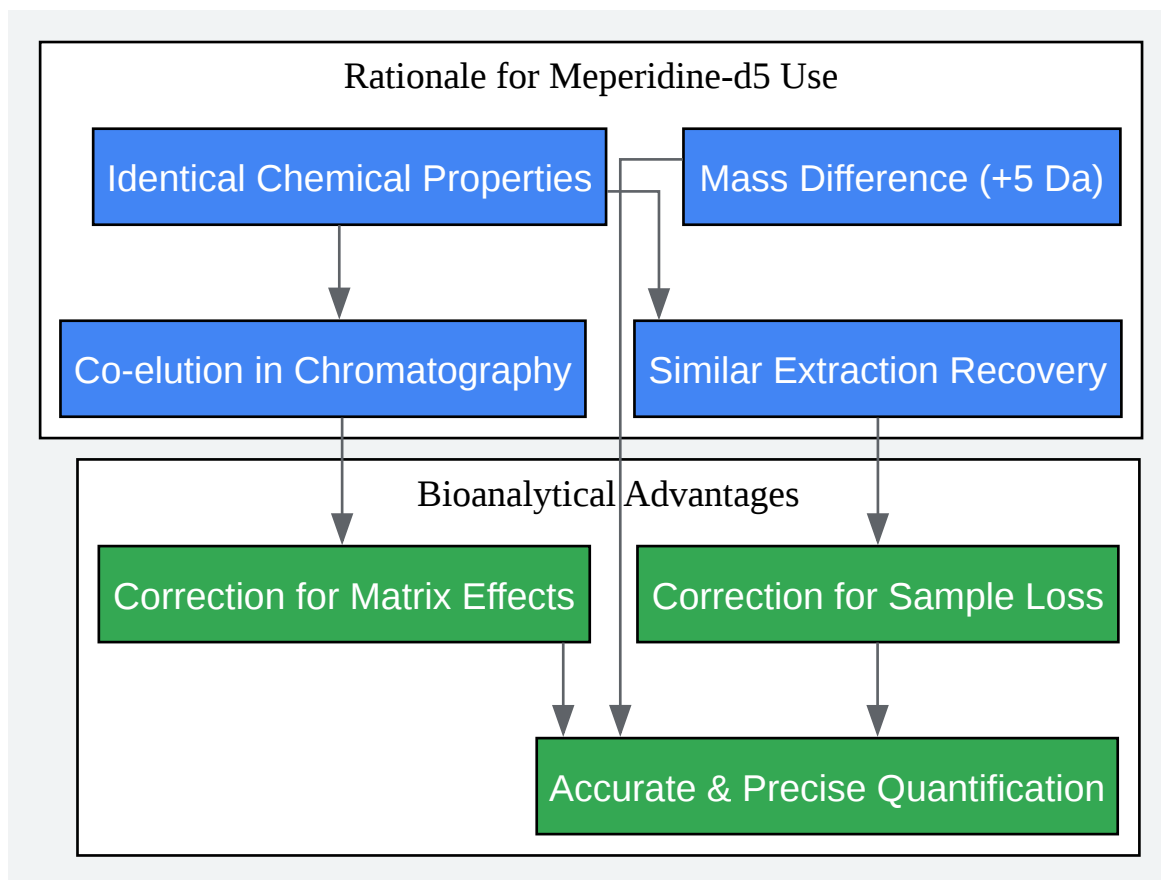 Rationale for Meperidine-d5 Use
Identical Chemical Properties
Mass Difference (+5 Da)
Co-elution in Chromatography
Similar Extraction Recovery
Bioanalytical Advantages
Correction for Matrix Effects
Correction for Sample Loss
Accurate & Precise Quantification